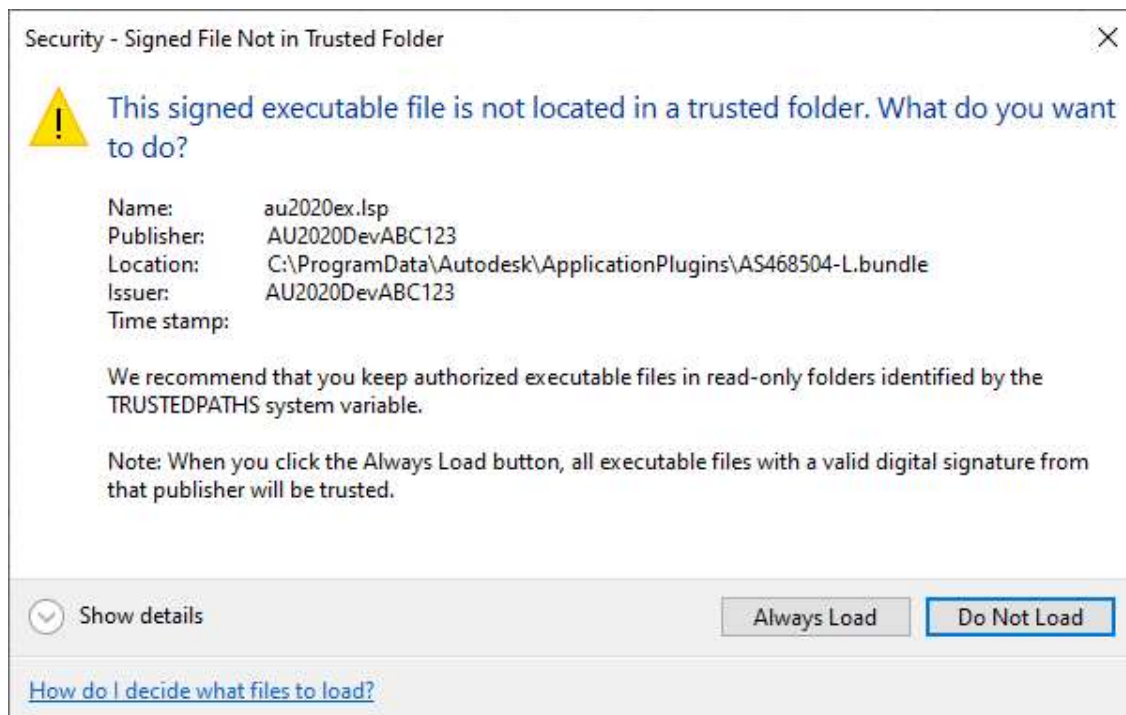 Security - Signed File Not in Trusted Folder
This signed executable file is not located in a trusted folder. What do you want
to do?
Name: au2020ex.lsp
Publisher: AU2020DevABC123
Location: C:\ProgramData\Autodesk\ApplicationPlugins\AS468504-L.bundle
Issuer: AU2020DevABC123
Time stamp:
We recommend that you keep authorized executable files in read-only folders identified by the
TRUSTEDPATHS system variable.
Note: When you click the Always Load button, all executable files with a valid digital signature from
that publisher will be trusted.
Show details
Always Load
Do Not Load
How do I decide what files to load?